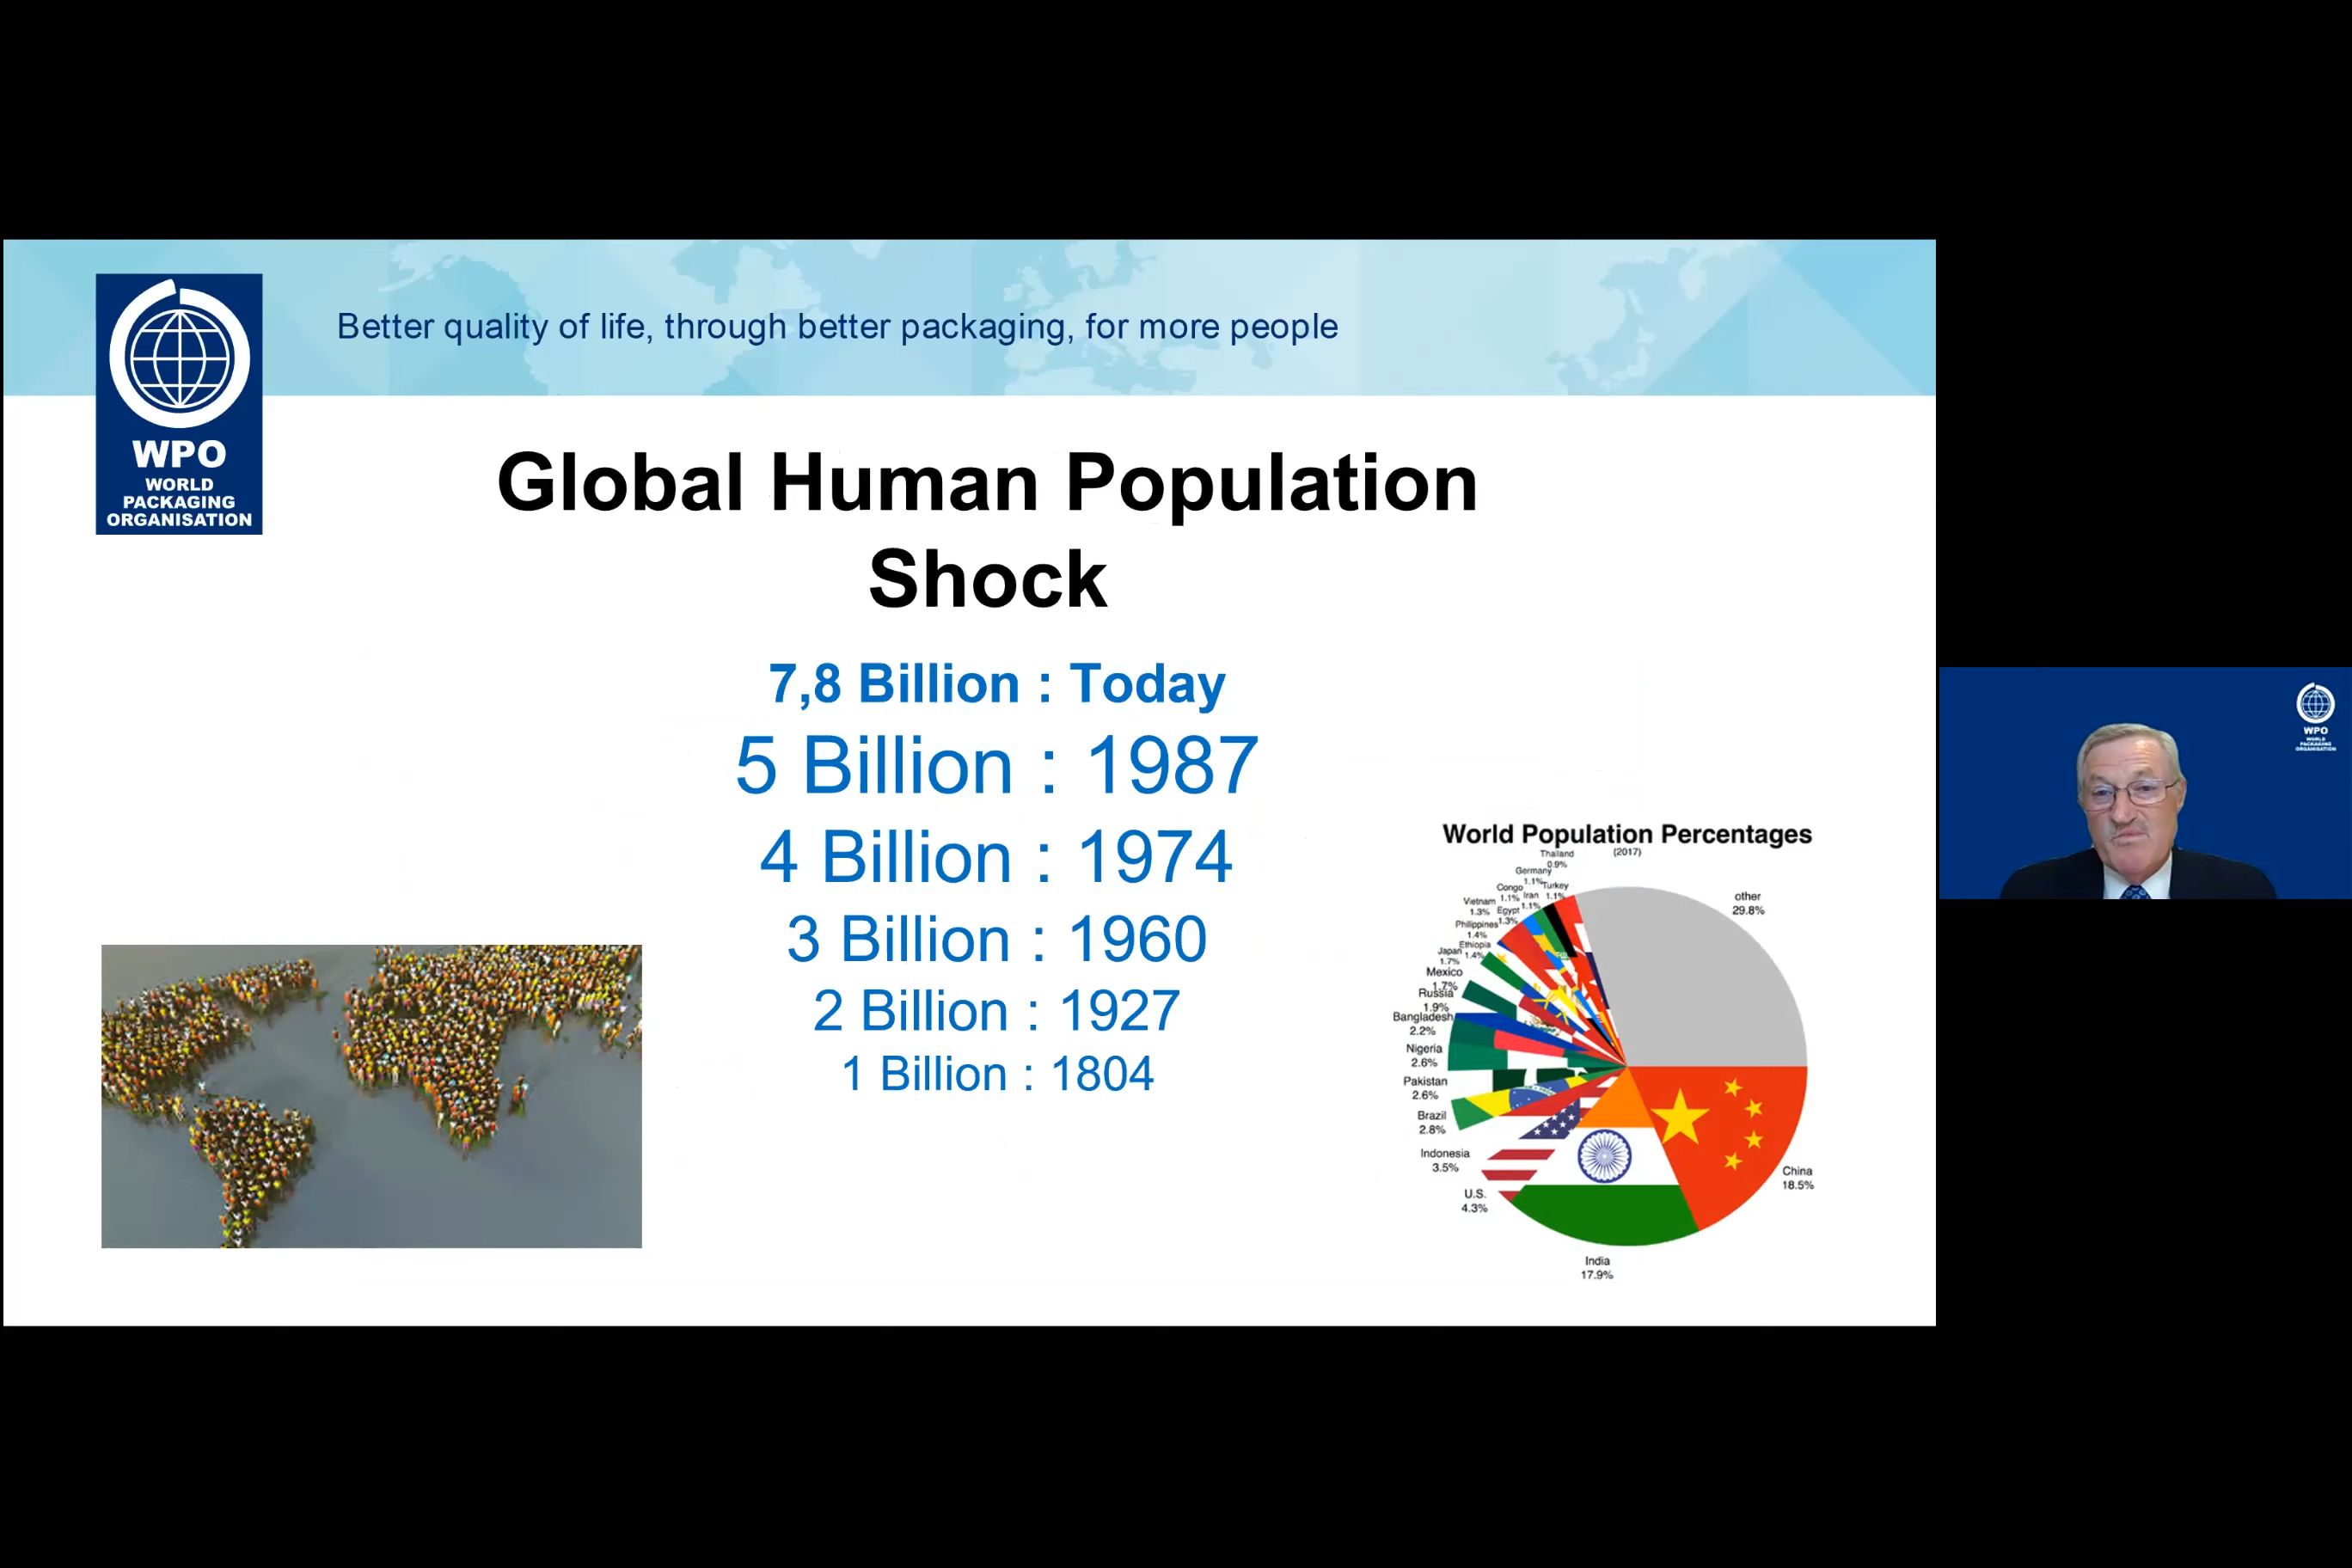 Better quality of life, through better packaging, for more people
WPO
WORLD
PACKAGING
ORGANISATION
Global Human Population
Shock
7,8 Billion : Today
5 Billion : 1987
4 Billion : 1974
3 Billion : 1960
2 Billion : 1927
1 Billion : 1804
World Population Percentages
(2017)
Thailand
0.9%
Germany
1.1%
Turkey
1.1%
Congo
1.1%
Iran
1.1%
Vietnam
1.3%
Egypt
1.3%
Philippines
1.4%
Ethiopia
1.4%
Japan
1.7%
Mexico
1.7%
Russia
1.9%
Bangladesh
2.2%
Nigeria
2.6%
Pakistan
2.6%
Brazil
2.8%
Indonesia
3.5%
U.S.
4.3%
India
17.9%
China
18.5%
other
29.8%
WPO
WORLD
PACKAGING
ORGANISATION